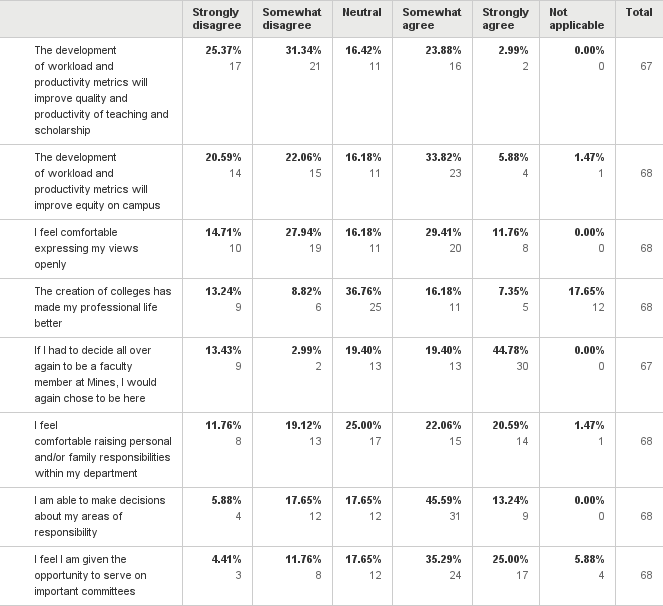 Strongly disagree Somewhat disagree Neutral Somewhat agree Strongly agree Not applicable Total
The development 25.37% 31.34% 16.42% 23.88% 2.99% 0.00%
of workload and 17 21 11 16 2 0 67
productivity metrics will
improve quality and
productivity of teaching and
scholarship
The development 20.59% 22.06% 16.18% 33.82% 5.88% 1.47%
of workload and 14 15 11 23 4 1 68
productivity metrics will
improve equity on campus
I feel comfortable 14.71% 27.94% 16.18% 29.41% 11.76% 0.00%
expressing my views 10 19 11 20 8 0 68
openly
The creation of colleges has 13.24% 8.82% 36.76% 16.18% 7.35% 17.65%
made my professional life 9 6 25 11 5 12 68
better
If I had to decide all over 13.43% 2.99% 19.40% 19.40% 44.78% 0.00%
again to be a faculty 9 2 13 13 30 0 67
member at Mines, I would
again chose to be here
I feel 11.76% 19.12% 25.00% 22.06% 20.59% 1.47%
comfortable raising personal 8 13 17 15 14 1 68
and/or family responsibilities
within my department
I am able to make decisions 5.88% 17.65% 17.65% 45.59% 13.24% 0.00%
about my areas of 4 12 12 31 9 0 68
responsibility
I feel I am given the 4.41% 11.76% 17.65% 35.29% 25.00% 5.88%
opportunity to serve on 3 8 12 24 17 4 68
important committees